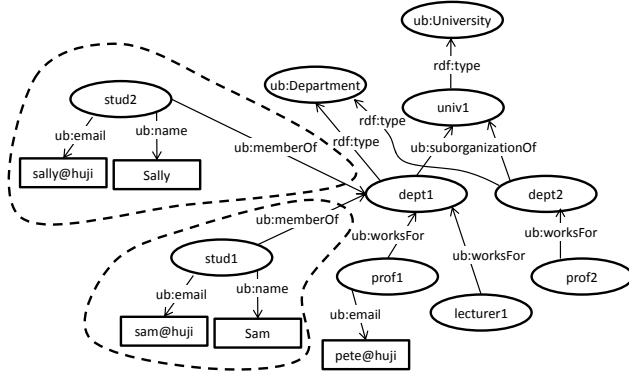 ub:University
rdf:type
ub:Department
stud2
univ1
rdf:type
rdf:type
ub:email
ub:name
ub:suborganizationOf
ub:memberOf
sally@huji
Sally
dept1
dept2
ub:memberOf
ub:worksFor
ub:worksFor
ub:worksFor
stud1
prof1
prof2
ub:email
ub:name
lecturer1
ub:email
sam@huji
Sam
pete@huji